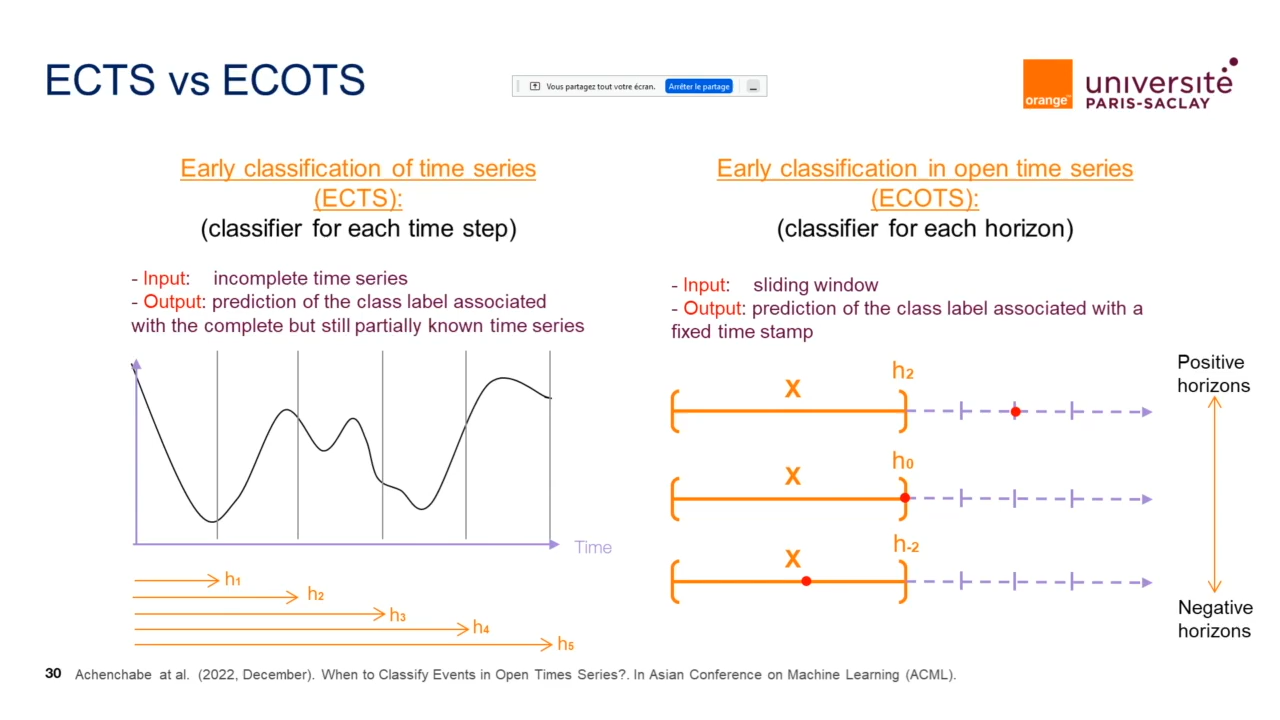 ECTS vs ECOTS
Vous partagez tout votre écran.
Arrêter le partage
orange™
université
PARIS-SACLAY
Early classification of time series
(ECTS):
(classifier for each time step)
- Input: incomplete time series
- Output: prediction of the class label associated
with the complete but still partially known time series
Time
h1
h2
h3
h4
h5
Early classification in open time series
(ECOTS):
(classifier for each horizon)
- Input: sliding window
- Output: prediction of the class label associated with a
fixed time stamp
X
h2
X
h0
X
h-2
Positive
horizons
Negative
horizons
30 Achenchabe at al. (2022, December). When to Classify Events in Open Times Series?. In Asian Conference on Machine Learning (ACML).